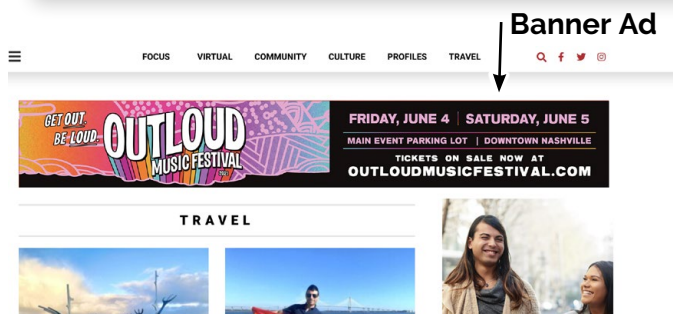 Banner Ad
FOCUS VIRTUAL COMMUNITY CULTURE PROFILES TRAVEL
GET OUT.
BE LOUD.
OUTLOUD
MUSIC FESTIVAL
2021
FRIDAY, JUNE 4 | SATURDAY, JUNE 5
MAIN EVENT PARKING LOT | DOWNTOWN NASHVILLE
TICKETS ON SALE NOW AT
OUTLOUDMUSICFESTIVAL.COM
TRAVEL